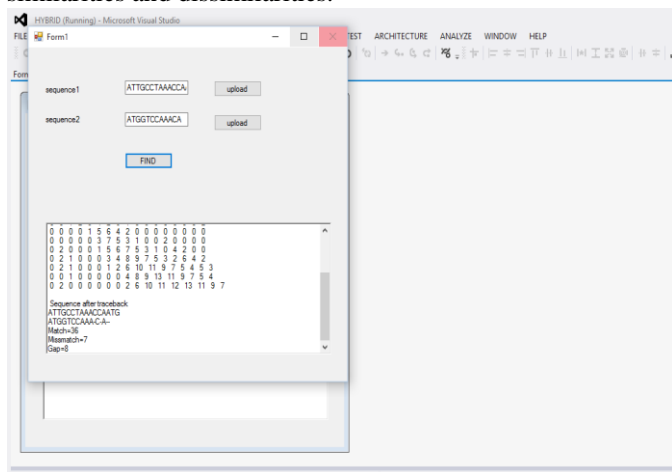 similarities and dissimilarities.
HYBRID (Running) - Microsoft Visual Studio
FILE
Form1
TEST ARCHITECTURE ANALYZE WINDOW HELP
sequence1 ATTGCCTAAACCA upload
sequence2 ATGGTCCAAACA upload
FIND
0 0 0 0 1 5 6 4 2 0 0 0 0 0 0 0 0
0 0 0 0 0 3 7 5 3 1 0 0 2 0 0 0 0
0 2 0 0 0 1 5 6 7 5 3 1 0 4 2 0 0
0 2 1 0 0 0 3 4 8 9 7 5 3 2 6 4 2
0 2 1 0 0 0 1 2 6 10 11 9 7 5 4 5 3
0 0 1 0 0 0 0 0 4 8 9 13 11 9 7 5 4
0 2 0 0 0 0 0 0 2 6 10 11 12 13 11 9 7
Sequence after traceback
ATTGCCTAAACCAATG
ATGGTCCAAA-C-A--
Match=36
Missmatch=7
Gap=8